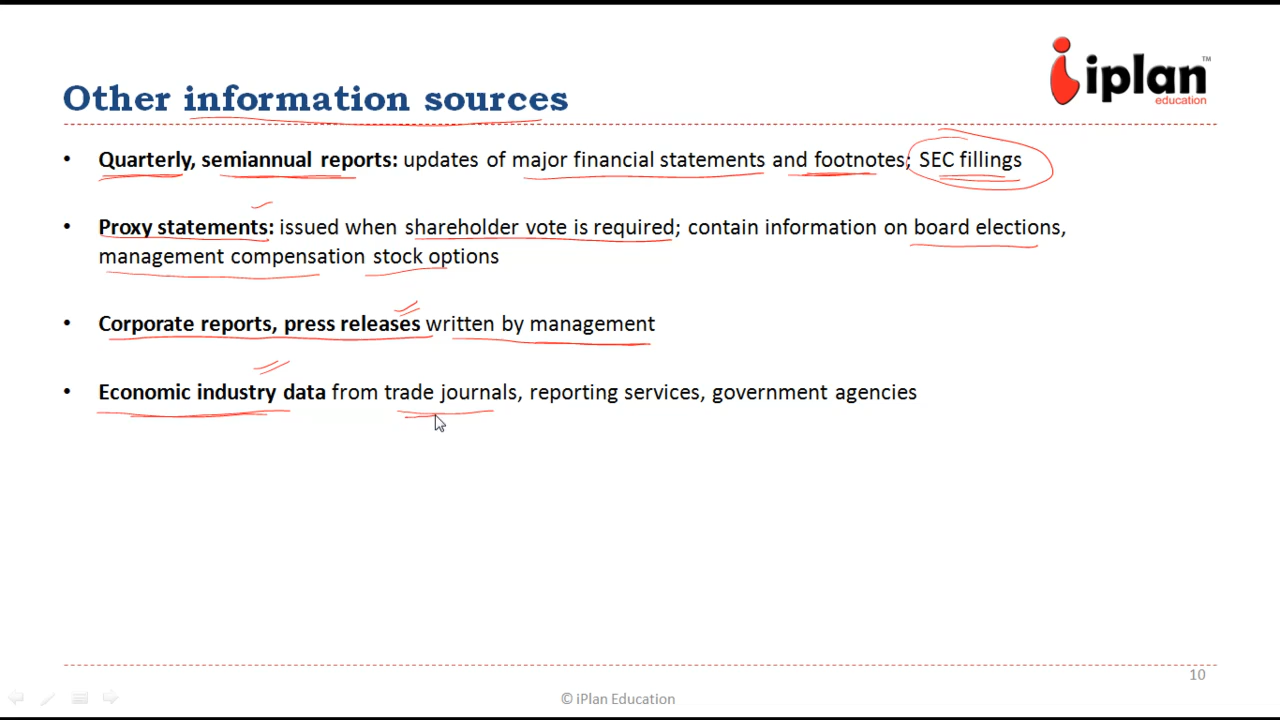 iplan™
education
Other information sources
• Quarterly, semiannual reports: updates of major financial statements and footnotes; SEC fillings
• Proxy statements: issued when shareholder vote is required; contain information on board elections,
management compensation stock options
• Corporate reports, press releases written by management
• Economic industry data from trade journals, reporting services, government agencies
10
© iPlan Education